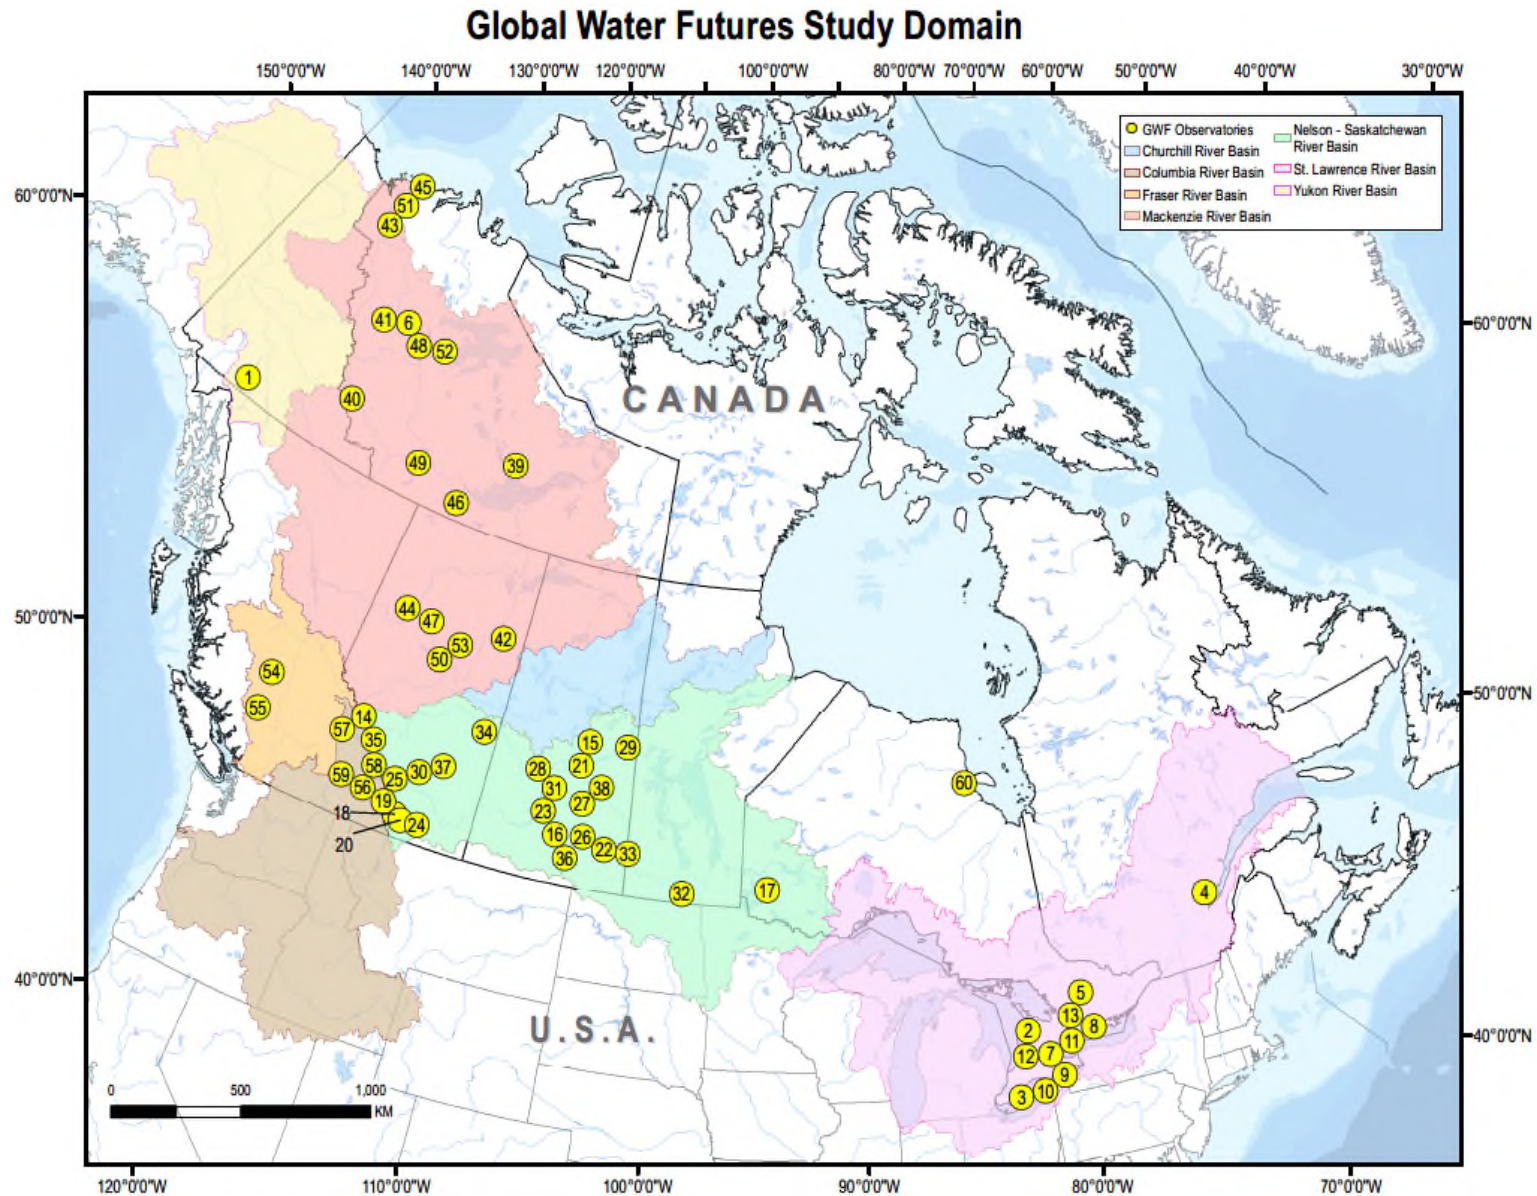 Global Water Futures Study Domain
150°0'0"W 140°0'0"W 130°0'0"W 120°0'0"W 100°0'0"W 80°0'0"W 70°0'0"W 60°0'0"W 50°0'0"W 40°0'0"W 30°0'0"W
GWF Observatories
Churchill River Basin
Columbia River Basin
Fraser River Basin
Mackenzie River Basin
Nelson - Saskatchewan
River Basin
St. Lawrence River Basin
Yukon River Basin
60°0'0"N
45
51
43
41 6
60°0'0"N
48 52
1
40
CANADA
49 39
46
44
47
50°0'0"N
42
53
50
54
50°0'0"N
55
14
57
34
35
15 29
58 37
59 25 30
28 21
56
31 38
60
19
27
18
23
24
20
16 26
22 33
36
32
17
4
40°0'0"N
5
13
2 8
U.S.A.
40°0'0"N
11
12 7
9
10
3
0 500 1,000
KM
120°0'0"W 110°0'0"W 100°0'0"W 90°0'0"W 80°0'0"W 70°0'0"W